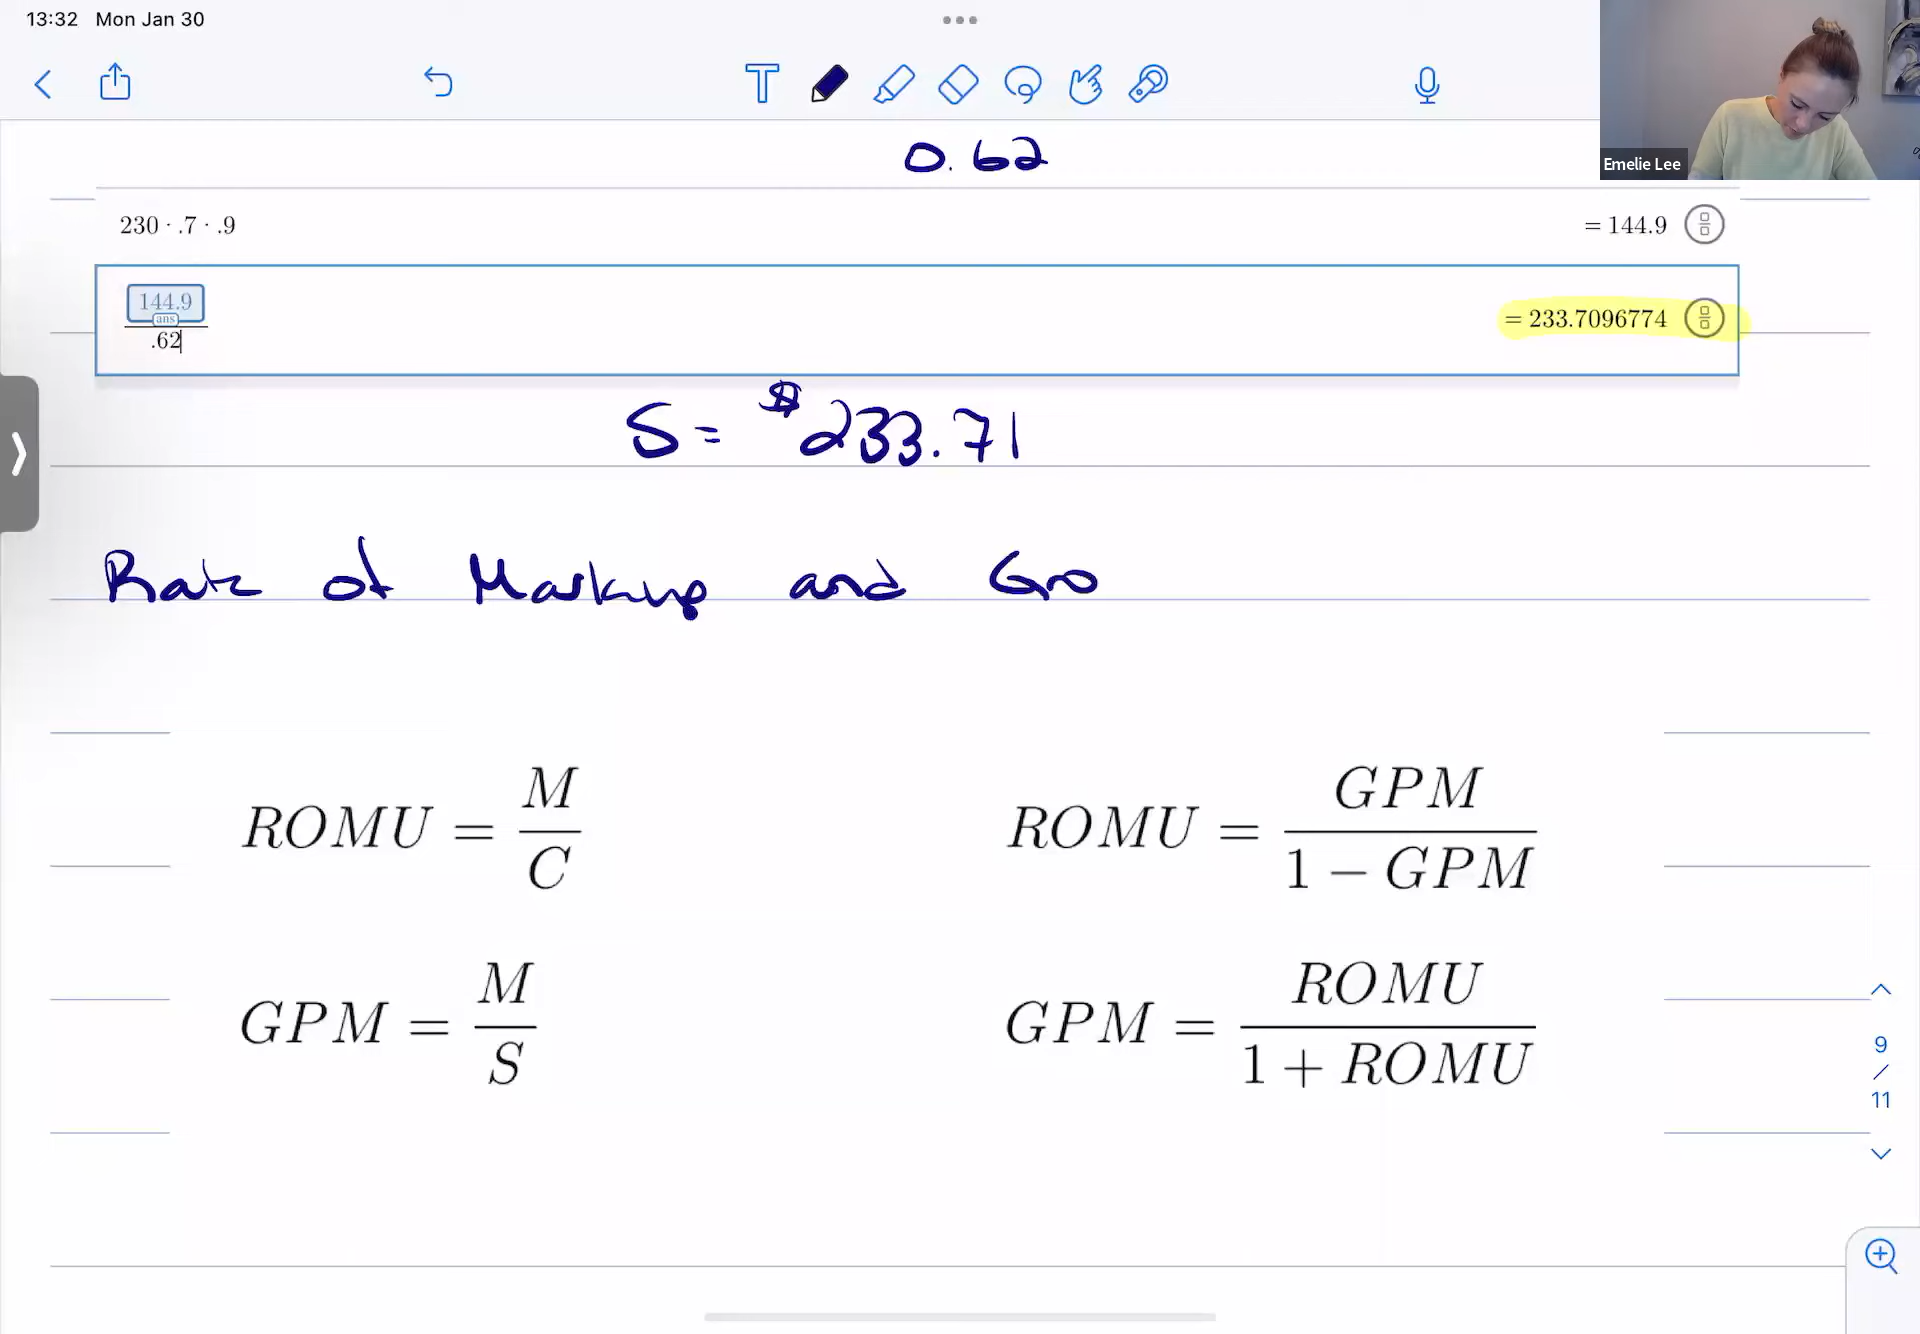 13:32 Mon Jan 30
Emelie Lee
0.62
230 · .7 · .9 = 144.9
144.9
ans
.62
= 233.7096774
S = $233.71
Rate of Markup and Gro
ROMU = M / C
ROMU = GPM / 1 − GPM
GPM = M / S
GPM = ROMU / 1 + ROMU
9
/
11